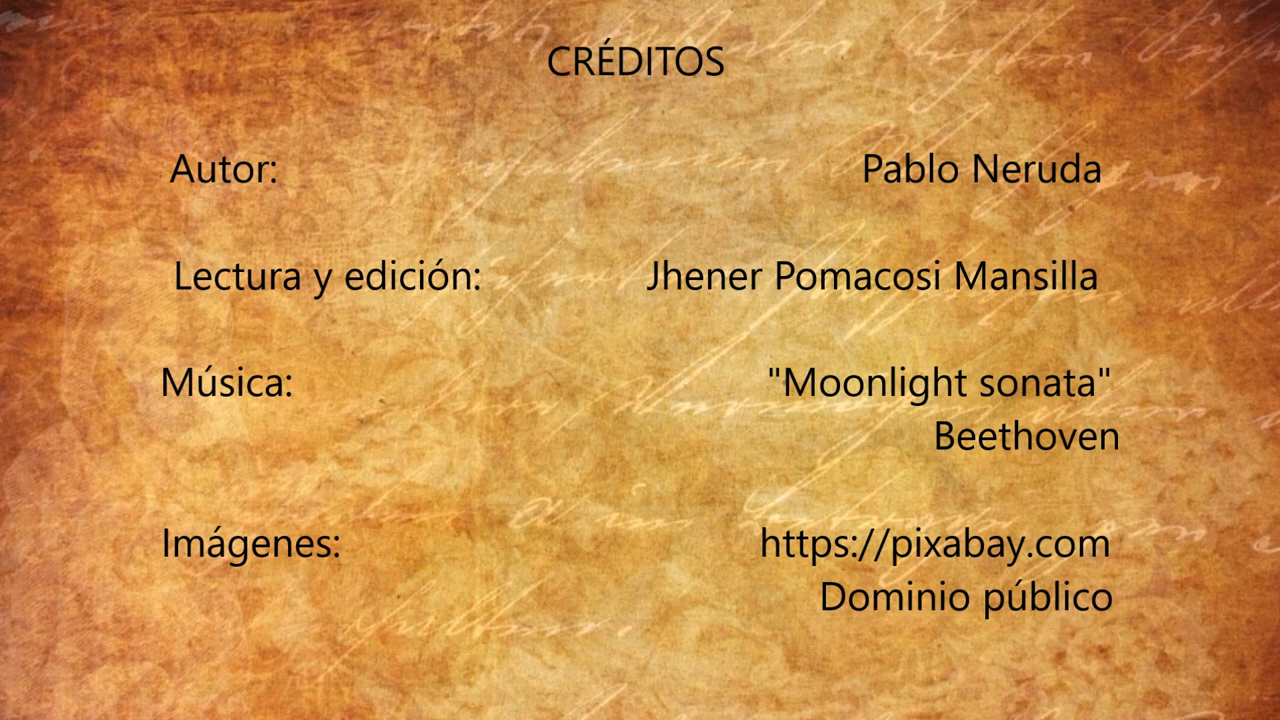 CRÉDITOS
Autor: Pablo Neruda
Lectura y edición: Jhener Pomacosi Mansilla
Música: "Moonlight sonata"
Beethoven
Imágenes: https://pixabay.com
Dominio público